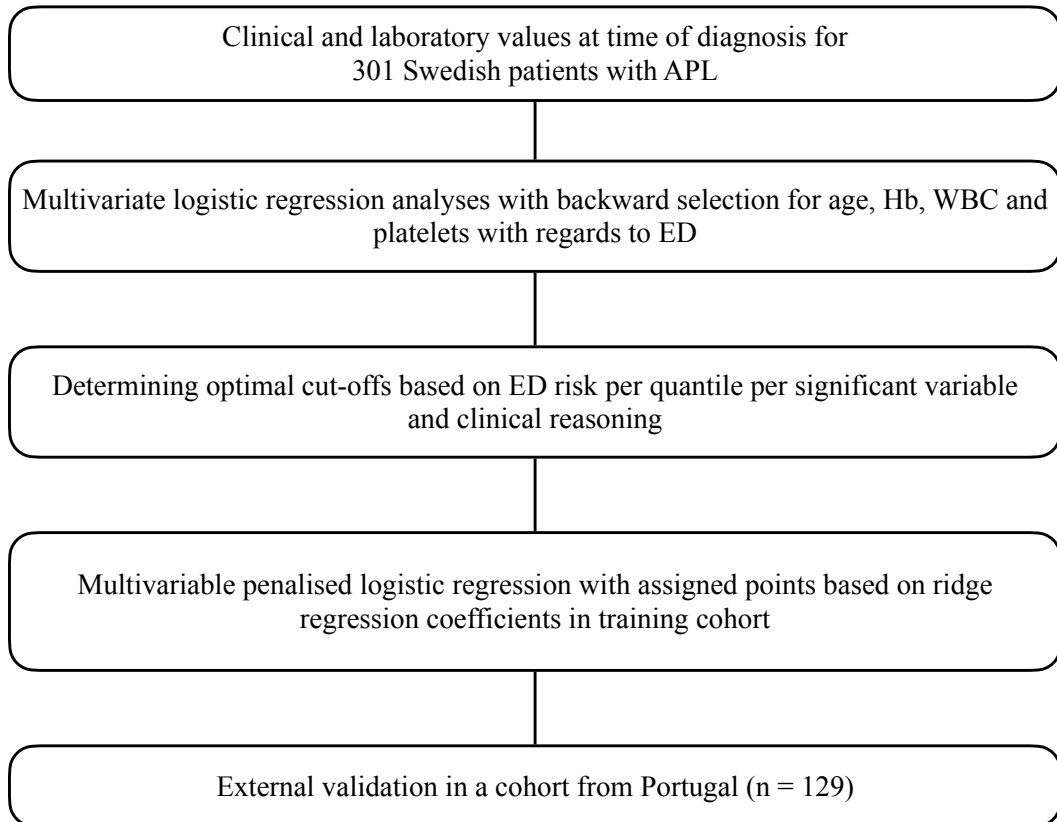 Clinical and laboratory values at time of diagnosis for
301 Swedish patients with APL
Multivariate logistic regression analyses with backward selection for age, Hb, WBC and
platelets with regards to ED
Determining optimal cut-offs based on ED risk per quantile per significant variable
and clinical reasoning
Multivariable penalised logistic regression with assigned points based on ridge
regression coefficients in training cohort
External validation in a cohort from Portugal (n = 129)